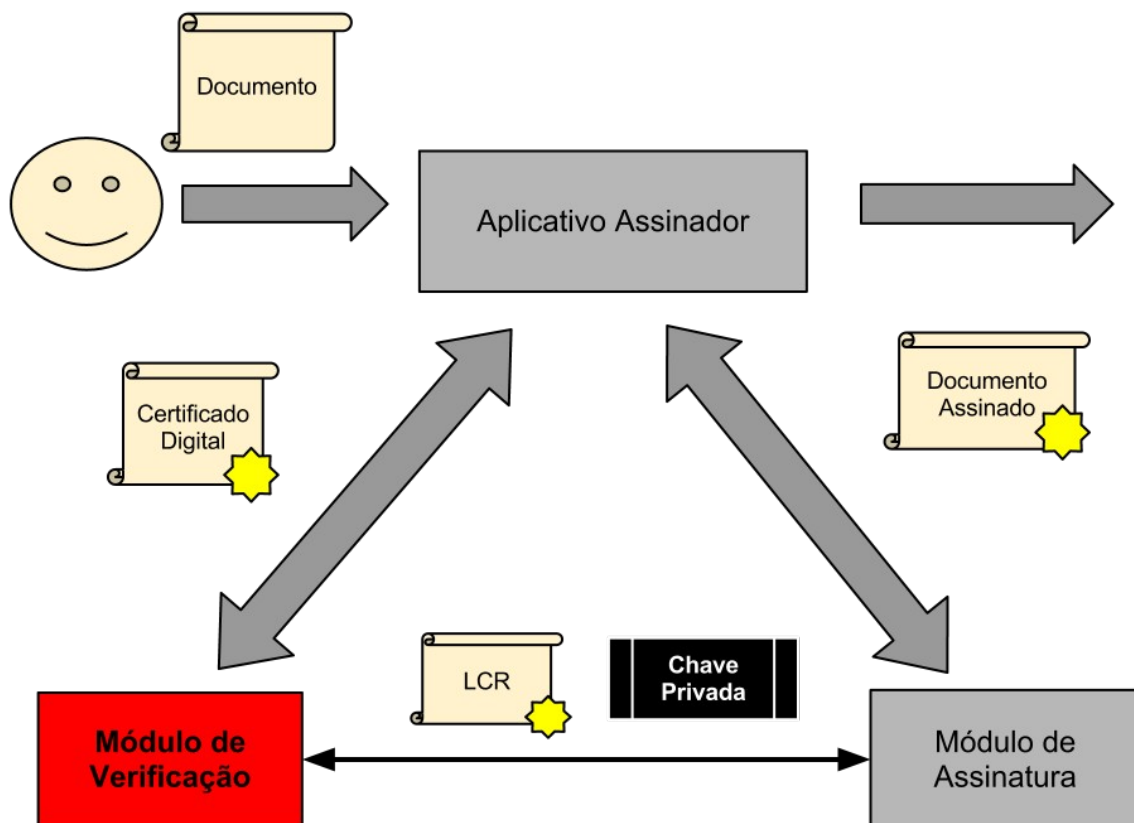 Documento
Aplicativo Assinador
Certificado
Digital
Documento
Assinado
LCR
Chave
Privada
Módulo de
Verificação
Módulo de
Assinatura